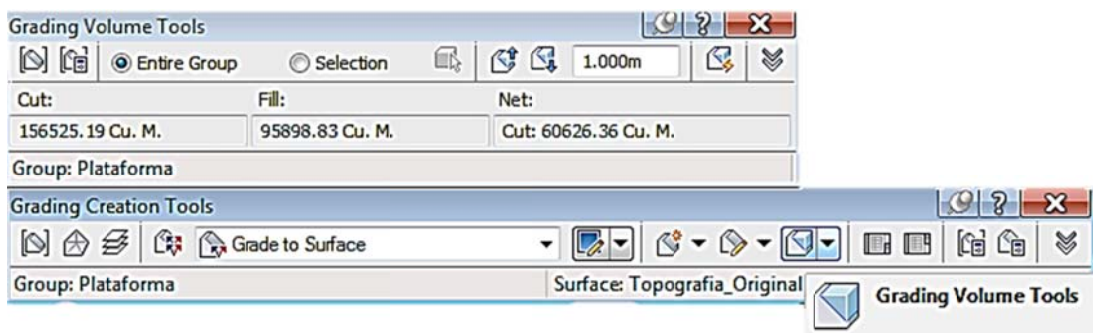 Grading Volume Tools
Entire Group Selection 1.000m
Cut: Fill: Net:
156525.19 Cu. M. 95898.83 Cu. M. Cut: 60626.36 Cu. M.
Group: Plataforma
Grading Creation Tools
Grade to Surface
Group: Plataforma Surface: Topografia_Original
Grading Volume Tools